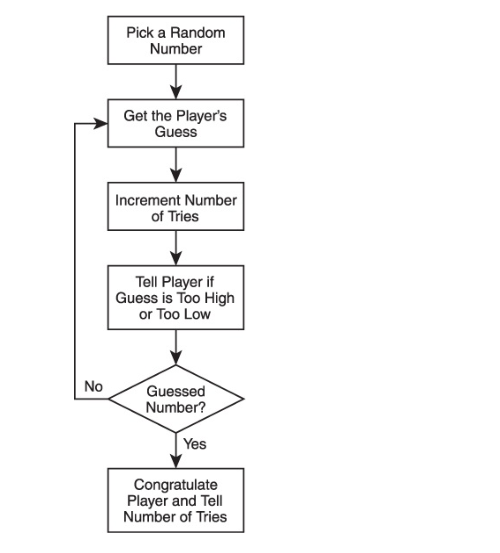 Pick a Random
Number
Get the Player's
Guess
Increment Number
of Tries
Tell Player if
Guess is Too High
or Too Low
No
Guessed
Number?
Yes
Congratulate
Player and Tell
Number of Tries